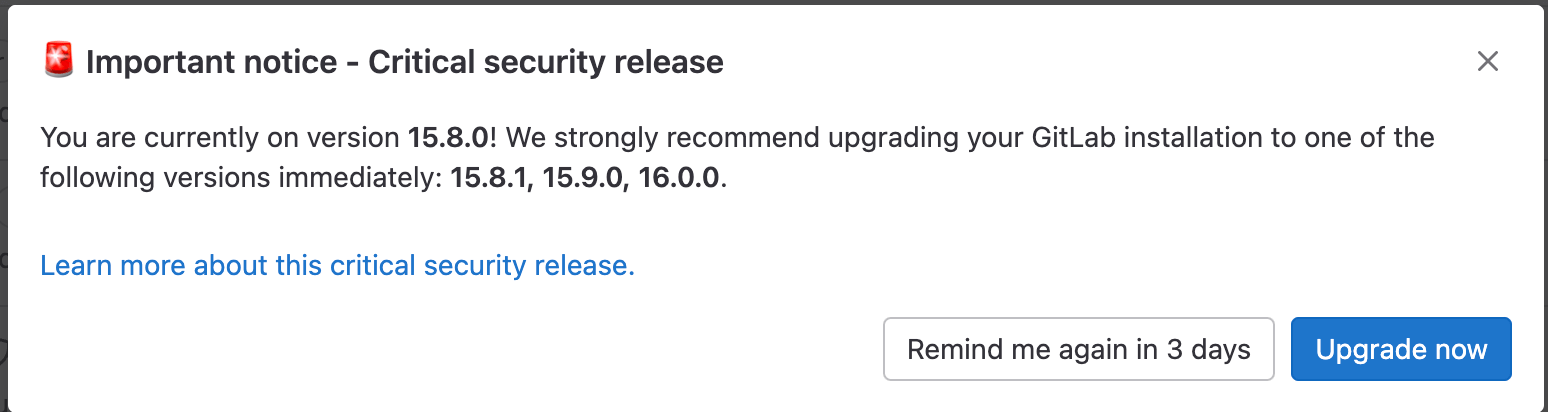 🚨 Important notice - Critical security release
You are currently on version 15.8.0! We strongly recommend upgrading your GitLab installation to one of the
following versions immediately: 15.8.1, 15.9.0, 16.0.0.
Learn more about this critical security release.
Remind me again in 3 days
Upgrade now